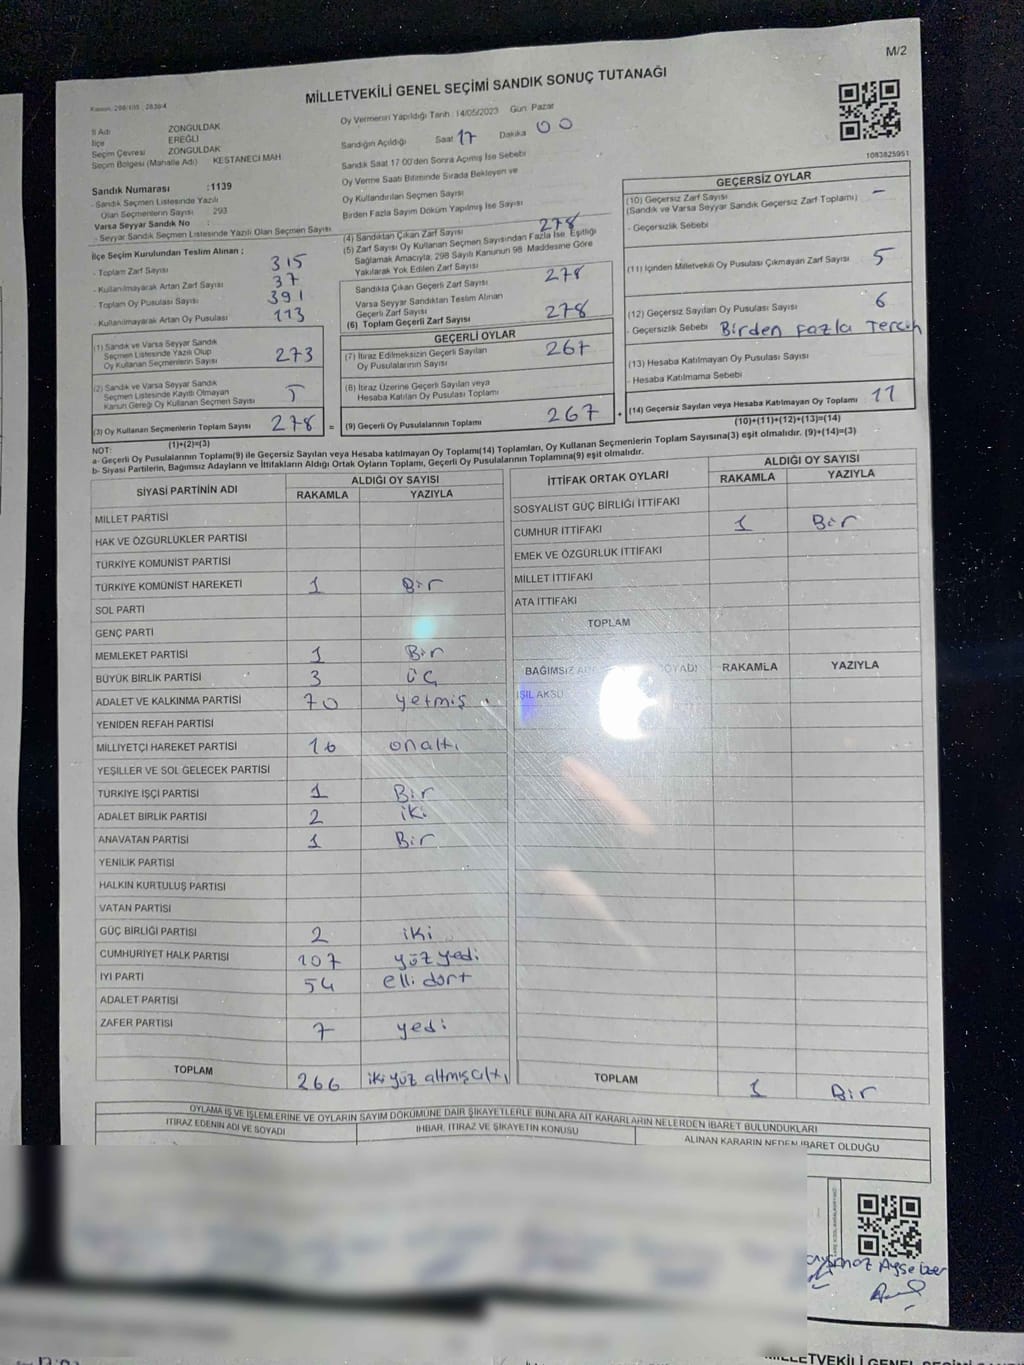 M/2
MİLLETVEKİLİ GENEL SEÇİMİ SANDIK SONUÇ TUTANAĞI
İl Adı ZONGULDAK
İlçe EREĞLİ
Seçim Çevresi ZONGULDAK
Seçim Bölgesi (Mahalle Adı) KESTANECİ MAH
Sandık Numarası :1139
- Sandık Seçmen Listesinde Yazılı
Olan Seçmenlerin Sayısı 293
Varsa Seyyar Sandık No :
- Seyyar Sandık Seçmen Listesinde Yazılı Olan Seçmen Sayısı
İlçe Seçim Kurulundan Teslim Alınan ;
- Toplam Zarf Sayısı 315
- Kullanılmayarak Artan Zarf Sayısı 37
- Toplam Oy Pusulası Sayısı 391
- Kullanılmayarak Artan Oy Pusulası 113
(1) Sandık ve Varsa Seyyar Sandık
Seçmen Listesinde Yazılı Olup
Oy Kullanan Seçmenlerin Sayısı 273
(2) Sandık ve Varsa Seyyar Sandık
Seçmen Listesinde Kayıtlı Olmayan
Kanun Gereği Oy Kullanan Seçmen Sayısı 5
(3) Oy Kullanan Seçmenlerin Toplam Sayısı 278 =
(1)+(2)=(3)
Oy Vermenin Yapıldığı Tarih :14/05/2023 Gün: Pazar
Sandığın Açıldığı Saat 17 Dakika 00
Sandık Saat 17:00'den Sonra Açılmış İse Sebebi
Oy Verme Saati Bitiminde Sırada Bekleyen ve
Oy Kullandırılan Seçmen Sayısı
Birden Fazla Sayım Döküm Yapılmış İse Sayısı
(4) Sandıktan Çıkan Zarf Sayısı 278
(5) Zarf Sayısı Oy Kullanan Seçmen Sayısından Fazla İse, Eşitliği
Sağlamak Amacıyla, 298 Sayılı Kanunun 98. Maddesine Göre
Yakılarak Yok Edilen Zarf Sayısı
Sandıkta Çıkan Geçerli Zarf Sayısı 278
Varsa Seyyar Sandıktan Teslim Alınan
Geçerli Zarf Sayısı
(6) Toplam Geçerli Zarf Sayısı 278
GEÇERLİ OYLAR
(7) İtiraz Edilmeksizin Geçerli Sayılan
Oy Pusulalarının Sayısı 267
(8) İtiraz Üzerine Geçerli Sayılan veya
Hesaba Katılan Oy Pusulası Toplamı
(9) Geçerli Oy Pusulalarının Toplamı 267 +
1083825951
GEÇERSİZ OYLAR
(10) Geçersiz Zarf Sayısı -
(Sandık ve Varsa Seyyar Sandık Geçersiz Zarf Toplamı)
- Geçersizlik Sebebi
(11) İçinden Milletvekili Oy Pusulası Çıkmayan Zarf Sayısı 5
(12) Geçersiz Sayılan Oy Pusulası Sayısı 6
- Geçersizlik Sebebi Birden Fazla Tercih
(13) Hesaba Katılmayan Oy Pusulası Sayısı
- Hesaba Katılmama Sebebi
(14) Geçersiz Sayılan veya Hesaba Katılmayan Oy Toplamı 11
(10)+(11)+(12)+(13)=(14)
NOT:
a- Geçerli Oy Pusulalarının Toplamı(9) ile Geçersiz Sayılan veya Hesaba katılmayan Oy Toplamı(14) Toplamları, Oy Kullanan Seçmenlerin Toplam Sayısına(3) eşit olmalıdır. (9)+(14)=(3)
b- Siyasi Partilerin, Bağımsız Adayların ve İttifakların Aldığı Ortak Oyların Toplamı, Geçerli Oy Pusulalarının Toplamına(9) eşit olmalıdır.
SİYASİ PARTİNİN ADI ALDIĞI OY SAYISI
RAKAMLA YAZIYLA
MİLLET PARTİSİ
HAK VE ÖZGÜRLÜKLER PARTİSİ
TÜRKİYE KOMÜNİST PARTİSİ
TÜRKİYE KOMÜNİST HAREKETİ 1 Bir
SOL PARTİ
GENÇ PARTİ
MEMLEKET PARTİSİ 1 Bir
BÜYÜK BİRLİK PARTİSİ 3 üç
ADALET VE KALKINMA PARTİSİ 70 yetmiş
YENİDEN REFAH PARTİSİ
MİLLİYETÇİ HAREKET PARTİSİ 16 onaltı
YEŞİLLER VE SOL GELECEK PARTİSİ
TÜRKİYE İŞÇİ PARTİSİ 1 Bir
ADALET BİRLİK PARTİSİ 2 iki
ANAVATAN PARTİSİ 1 Bir
YENİLİK PARTİSİ
HALKIN KURTULUŞ PARTİSİ
VATAN PARTİSİ
GÜÇ BİRLİĞİ PARTİSİ 2 iki
CUMHURİYET HALK PARTİSİ 107 yüz yedi
İYİ PARTİ 54 elli dört
ADALET PARTİSİ
ZAFER PARTİSİ 7 yedi
TOPLAM 266 iki yüz altmış altı
İTTİFAK ORTAK OYLARI ALDIĞI OY SAYISI
RAKAMLA YAZIYLA
SOSYALİST GÜÇ BİRLİĞİ İTTİFAKI
CUMHUR İTTİFAKI 1 Bir
EMEK VE ÖZGÜRLÜK İTTİFAKI
MİLLET İTTİFAKI
ATA İTTİFAKI
TOPLAM
BAĞIMSIZ SOYADI RAKAMLA YAZIYLA
IŞIL AKSU
TOPLAM 1 Bir
OYLAMA İŞ VE İŞLEMLERİNE VE OYLARIN SAYIM DÖKÜMÜNE DAİR ŞİKAYETLERLE BUNLARA AİT KARARLARIN NELERDEN İBARET BULUNDUKLARI
İTİRAZ EDENİN ADI VE SOYADI İHBAR, İTİRAZ VE ŞİKAYETİN KONUSU ALINAN KARARIN NEDEN İBARET OLDUĞU